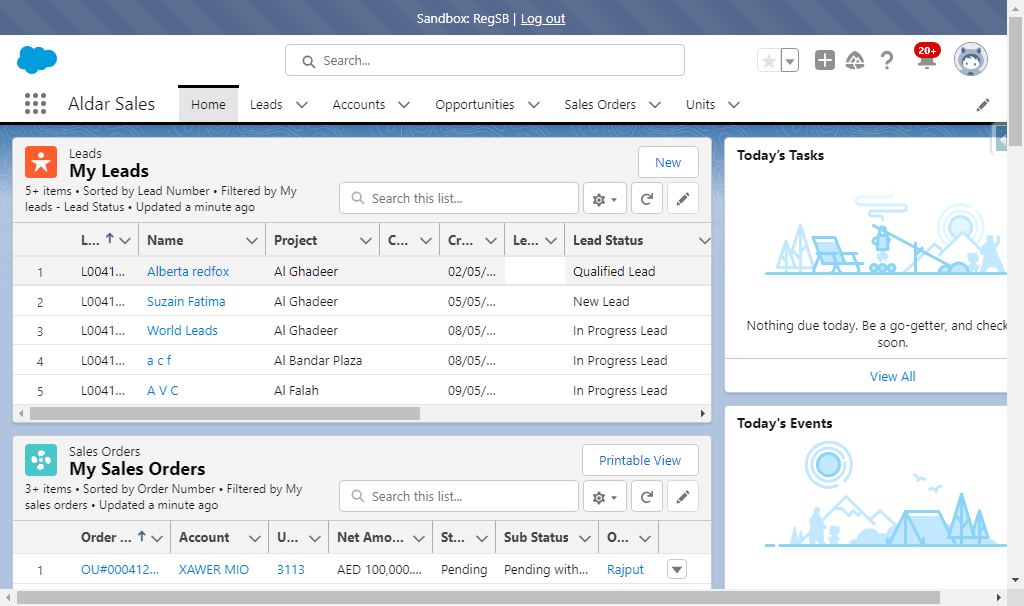 Sandbox: RegSB | Log out
Search...
20+
Aldar Sales
Home
Leads
Accounts
Opportunities
Sales Orders
Units
Leads
My Leads
New
5+ items • Sorted by Lead Number • Filtered by My
leads - Lead Status • Updated a minute ago
Search this list...
L... Name Project C... Cr... Le... Lead Status
1 L0041... Alberta redfox Al Ghadeer 02/05/... Qualified Lead
2 L0041... Suzain Fatima Al Ghadeer 05/05/... New Lead
3 L0041... World Leads Al Ghadeer 08/05/... In Progress Lead
4 L0041... a c f Al Bandar Plaza 08/05/... In Progress Lead
5 L0041... A V C Al Falah 09/05/... In Progress Lead
Sales Orders
My Sales Orders
Printable View
3+ items • Sorted by Order Number • Filtered by My
sales orders • Updated a minute ago
Search this list...
Order ... Account U... Net Amo... St... Sub Status O...
1 OU#000412... XAWER MIO 3113 AED 100,000.... Pending Pending with... Rajput
Today's Tasks
Nothing due today. Be a go-getter, and check
soon.
View All
Today's Events